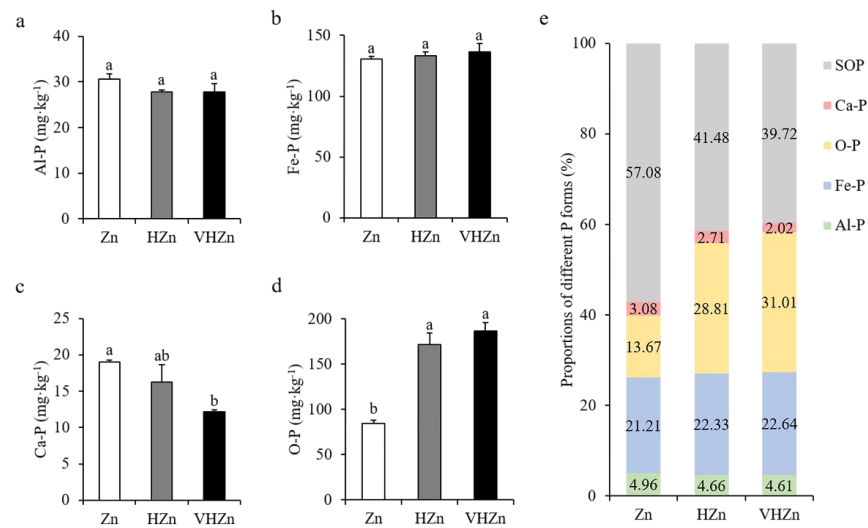 a
Al-P (mg·kg⁻¹)
40
30
20
10
0
a
a
a
Zn
HZn
VHZn
b
Fe-P (mg·kg⁻¹)
150
100
50
0
a
a
a
Zn
HZn
VHZn
c
Ca-P (mg·kg⁻¹)
25
20
15
10
5
0
a
ab
b
Zn
HZn
VHZn
d
O-P (mg·kg⁻¹)
200
150
100
50
0
b
a
a
Zn
HZn
VHZn
e
Proportions of different P forms (%)
100
80
60
40
20
0
57.08
3.08
13.67
21.21
4.96
41.48
2.71
28.81
22.33
4.66
39.72
2.02
31.01
22.64
4.61
Zn
HZn
VHZn
SOP
Ca-P
O-P
Fe-P
Al-P